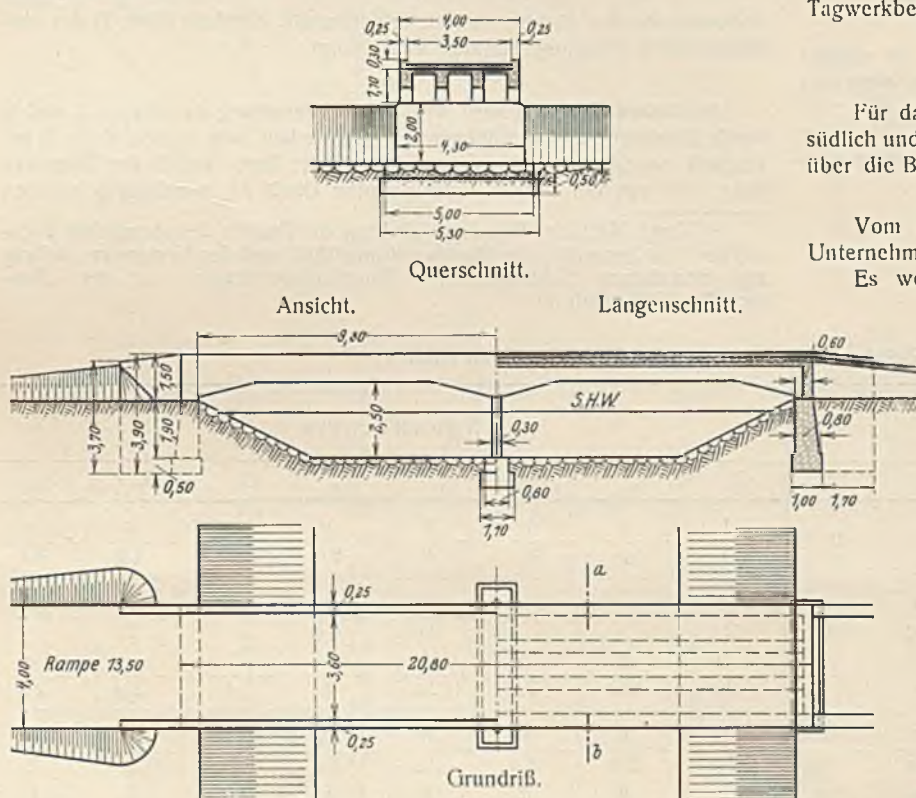 4,00
0,25 3,50 0,25
0,30
1,10
2,00
4,30
0,50
5,00
5,30
Querschnitt.
Ansicht.
Längenschnitt.
0,60
1,50
S.H.W.
2,50
3,70
3,90
1,90
0,30
0,80
0,50
0,80
1,10
1,00 1,70
a
0,25
Rampe 13,50
4,00
3,60
20,80
0,25
b
Grundriß.
Tagwerkbe
Für da
südlich und
über die B
Vom
Unternehm
Es we